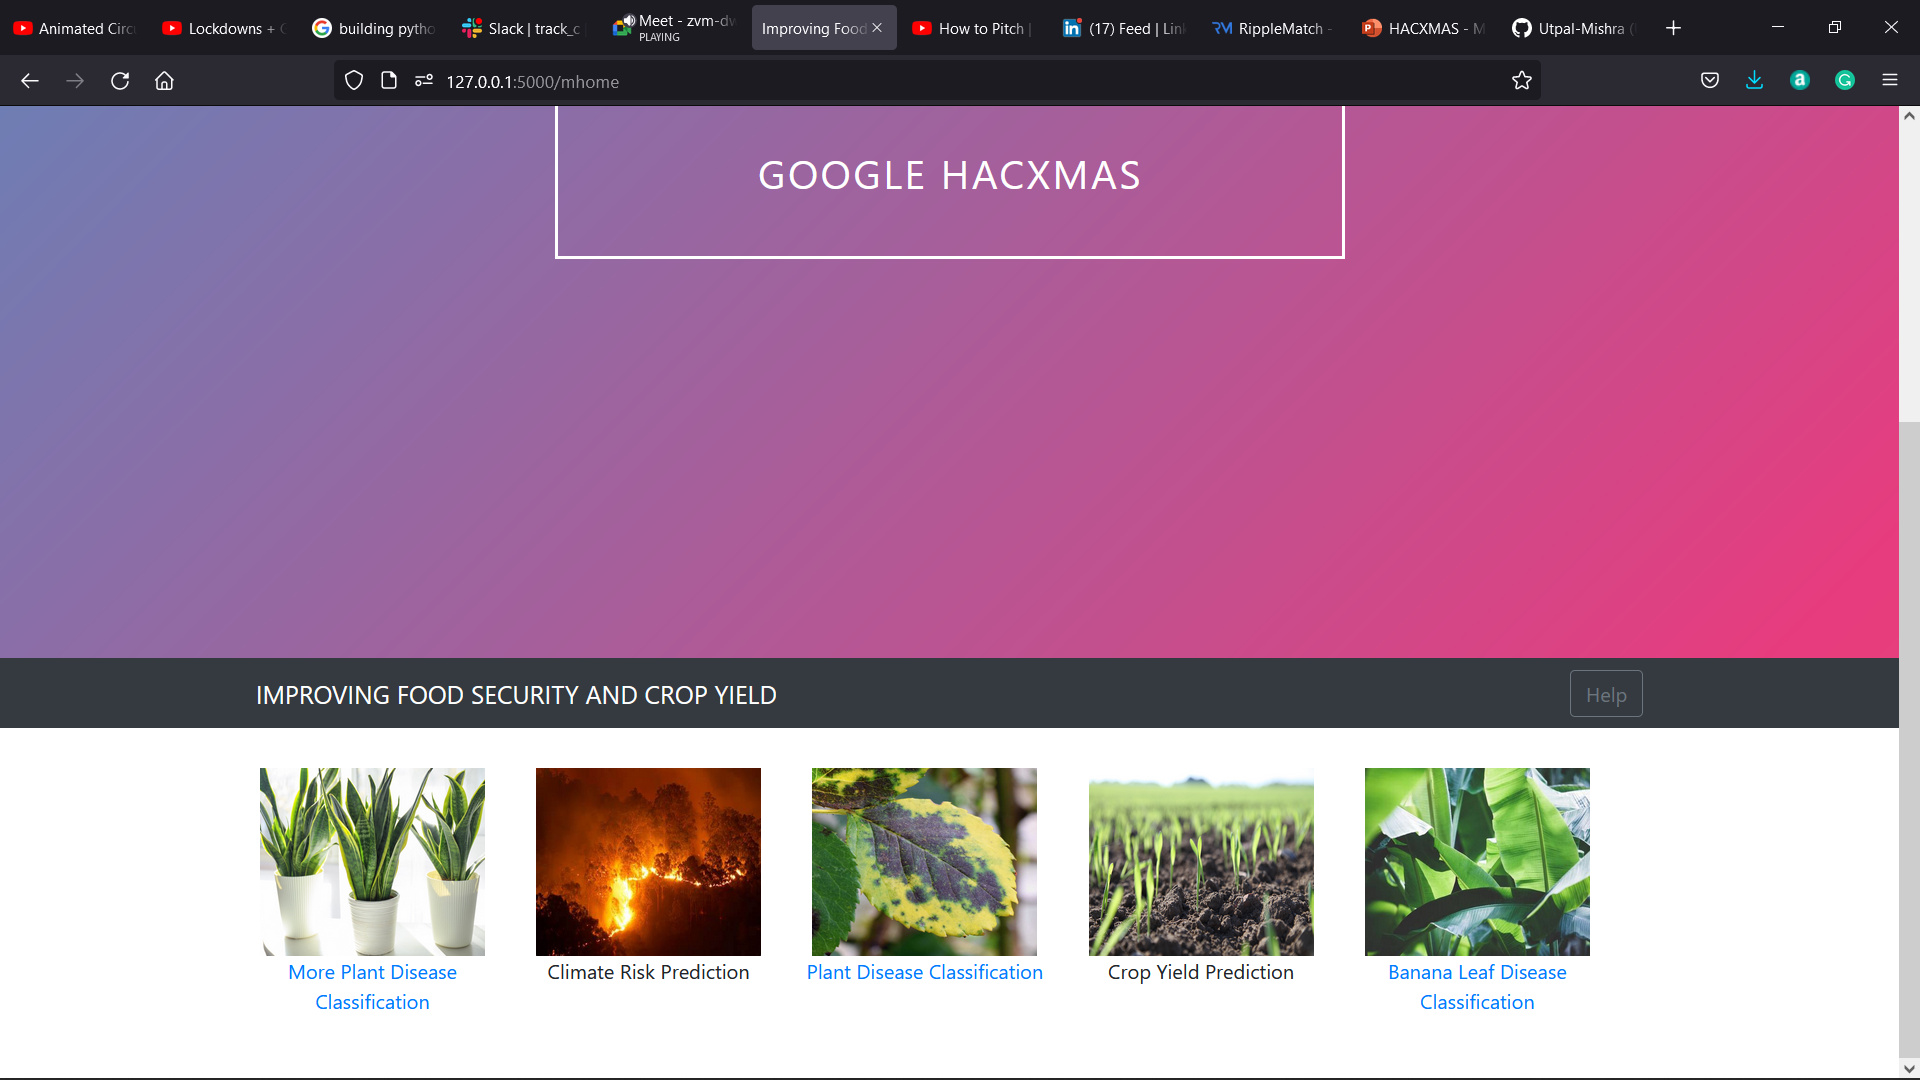 Animated Circ
Lockdowns +
building pytho
Slack | track_c
Meet - zvm-dw
PLAYING
Improving Food
How to Pitch |
(17) Feed | Link
RippleMatch -
HACXMAS - M
Utpal-Mishra (
127.0.0.1:5000/mhome
GOOGLE HACXMAS
IMPROVING FOOD SECURITY AND CROP YIELD
Help
More Plant Disease
Classification
Climate Risk Prediction
Plant Disease Classification
Crop Yield Prediction
Banana Leaf Disease
Classification